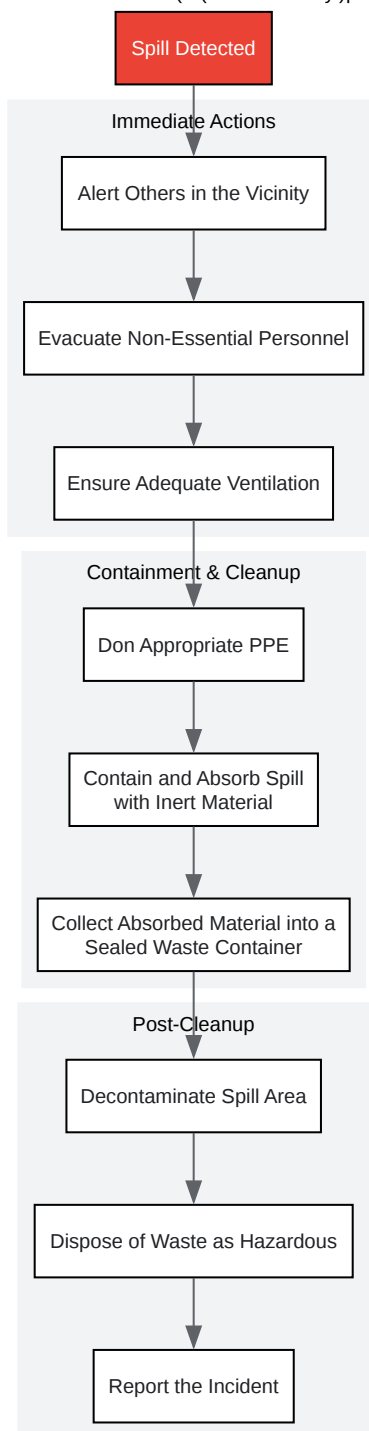 Spill Detected
Immediate Actions
Alert Others in the Vicinity
Evacuate Non-Essential Personnel
Ensure Adequate Ventilation
Containment & Cleanup
Don Appropriate PPE
Contain and Absorb Spill
with Inert Material
Collect Absorbed Material into a
Sealed Waste Container
Post-Cleanup
Decontaminate Spill Area
Dispose of Waste as Hazardous
Report the Incident